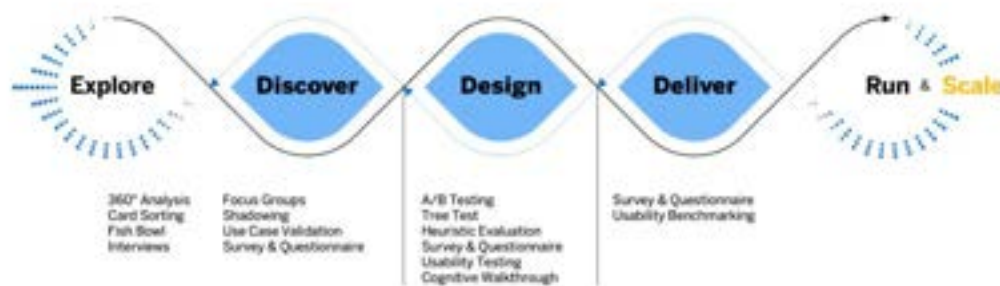 Explore
Discover
Design
Deliver
Run & Scale
360° Analysis
Card Sorting
Fish Bowl
Interviews
Focus Groups
Shadowing
Use Case Validation
Survey & Questionnaire
A/B Testing
Tree Test
Heuristic Evaluation
Survey & Questionnaire
Usability Testing
Cognitive Walkthrough
Survey & Questionnaire
Usability Benchmarking